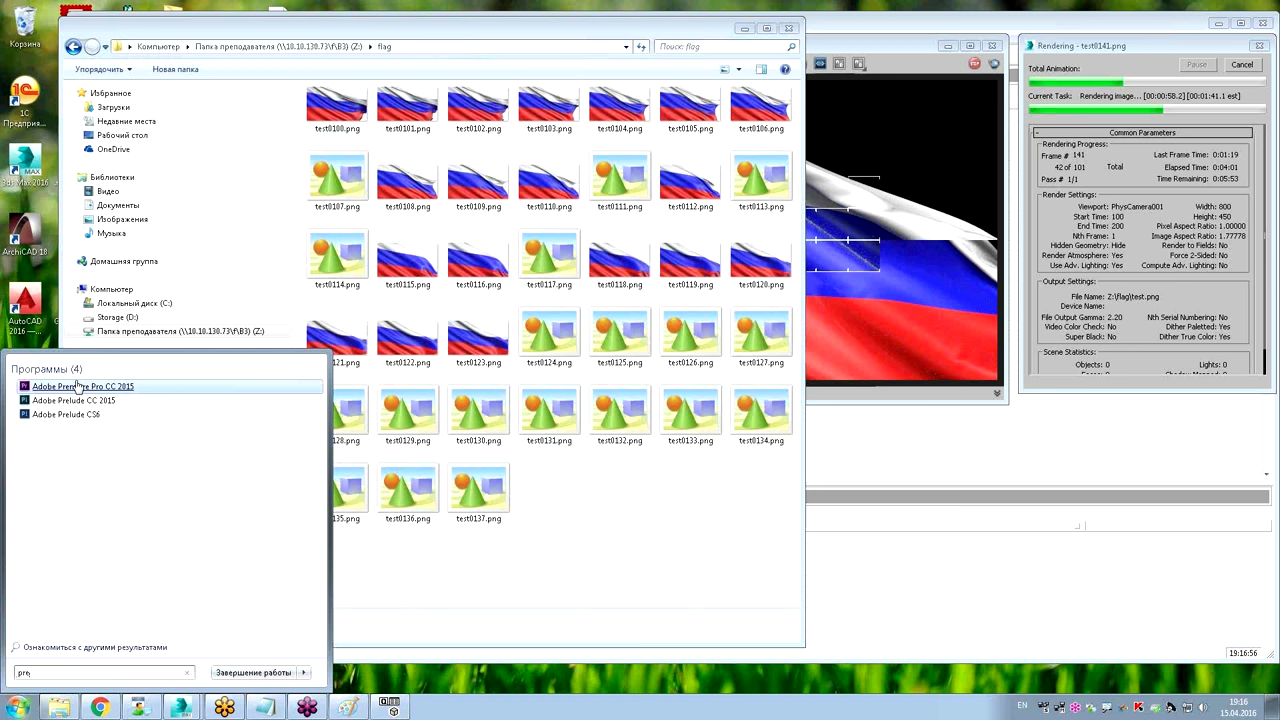 Корзина
1С
Предприя...
3ds Max 2016
ArchiCAD 18
AutoCAD
2016
Компьютер
Папка преподавателя (\\10.10.130.73\f\B3) (Z:)
flag
Поиск: flag
Упорядочить
Новая папка
Избранное
Загрузки
Недавние места
Рабочий стол
OneDrive
Библиотеки
Видео
Документы
Изображения
Музыка
Домашняя группа
Компьютер
Локальный диск (C:)
Storage (D:)
Папка преподавателя (\\10.10.130.73\f\B3) (Z:)
test0100.png
test0101.png
test0102.png
test0103.png
test0104.png
test0105.png
test0106.png
test0107.png
test0108.png
test0109.png
test0110.png
test0111.png
test0112.png
test0113.png
test0114.png
test0115.png
test0116.png
test0117.png
test0118.png
test0119.png
test0120.png
121.png
test0122.png
test0123.png
test0124.png
test0125.png
test0126.png
test0127.png
128.png
test0129.png
test0130.png
test0131.png
test0132.png
test0133.png
test0134.png
135.png
test0136.png
test0137.png
Rendering - test0141.png
Total Animation:
Pause
Cancel
Current Task: Rendering image... [00:00:58.2] [00:01:41.1 est]
- Common Parameters
Rendering Progress:
Frame # 141 Last Frame Time: 0:01:19
42 of 101 Total Elapsed Time: 0:04:01
Pass # 1/1 Time Remaining: 0:05:53
Render Settings:
Viewport: PhysCamera001 Width: 800
Start Time: 100 Height: 450
End Time: 200 Pixel Aspect Ratio: 1.00000
Nth Frame: 1 Image Aspect Ratio: 1.77778
Hidden Geometry: Hide Render to Fields: No
Render Atmosphere: Yes Force 2-Sided: No
Use Adv. Lighting: Yes Compute Adv. Lighting: No
Output Settings:
File Name: Z:\flag\test.png
Device Name:
File Output Gamma: 2.20 Nth Serial Numbering: No
Video Color Check: No Dither Paletted: Yes
Super Black: No Dither True Color: Yes
Scene Statistics:
Objects: 0 Lights: 0
Программы (4)
Adobe Premiere Pro CC 2015
Adobe Prelude CC 2015
Adobe Prelude CS6
Ознакомиться с другими результатами
pre
Завершение работы
19:16:56
EN
19:16
15.04.2016